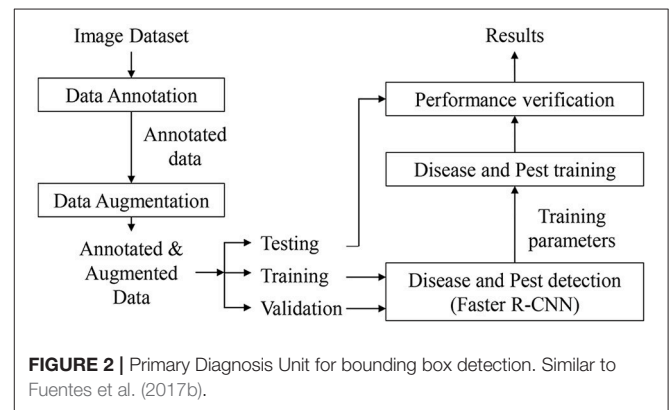 Image Dataset
Data Annotation
Annotated
data
Data Augmentation
Annotated &
Augmented
Data
Testing
Training
Validation
Results
Performance verification
Disease and Pest training
Training
parameters
Disease and Pest detection
(Faster R-CNN)
FIGURE 2 | Primary Diagnosis Unit for bounding box detection. Similar to
Fuentes et al. (2017b).